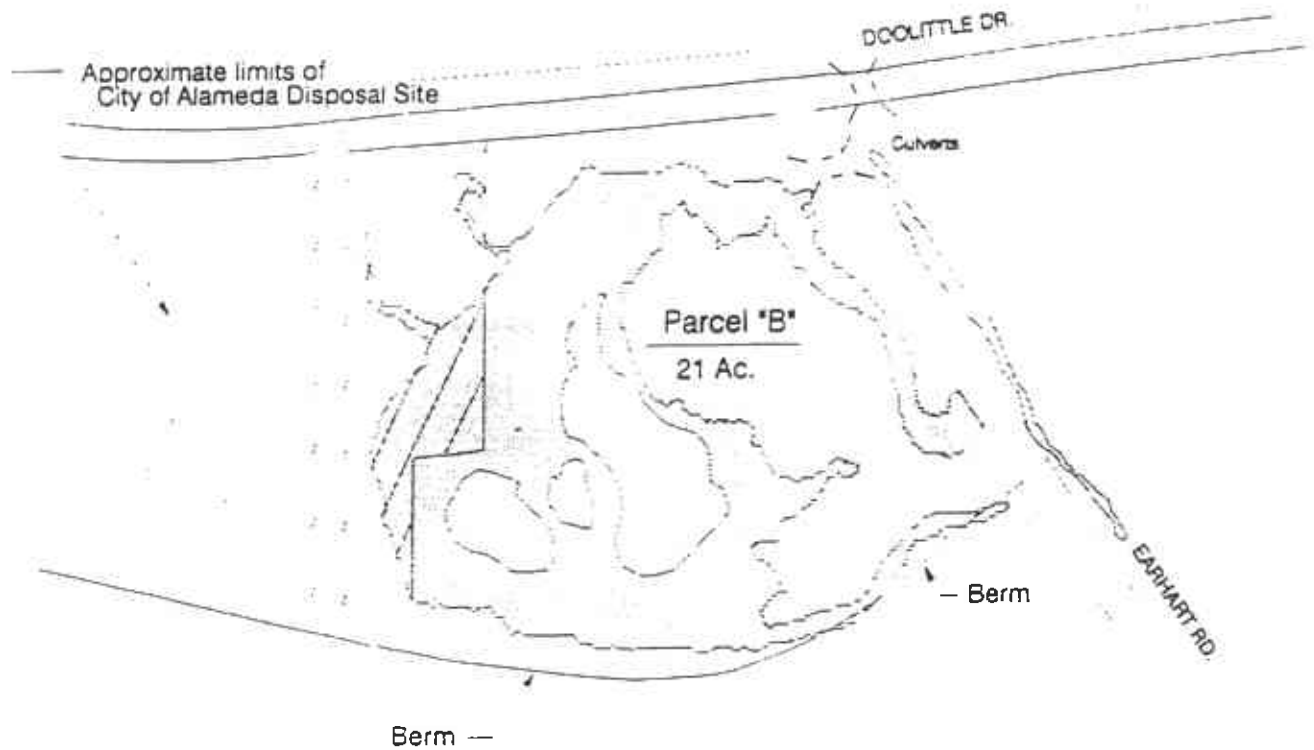 DOOLITTLE DR.
Approximate limits of
City of Alameda Disposal Site
Culverts
Parcel "B"
21 Ac.
Berm
EARHART RD.
Berm